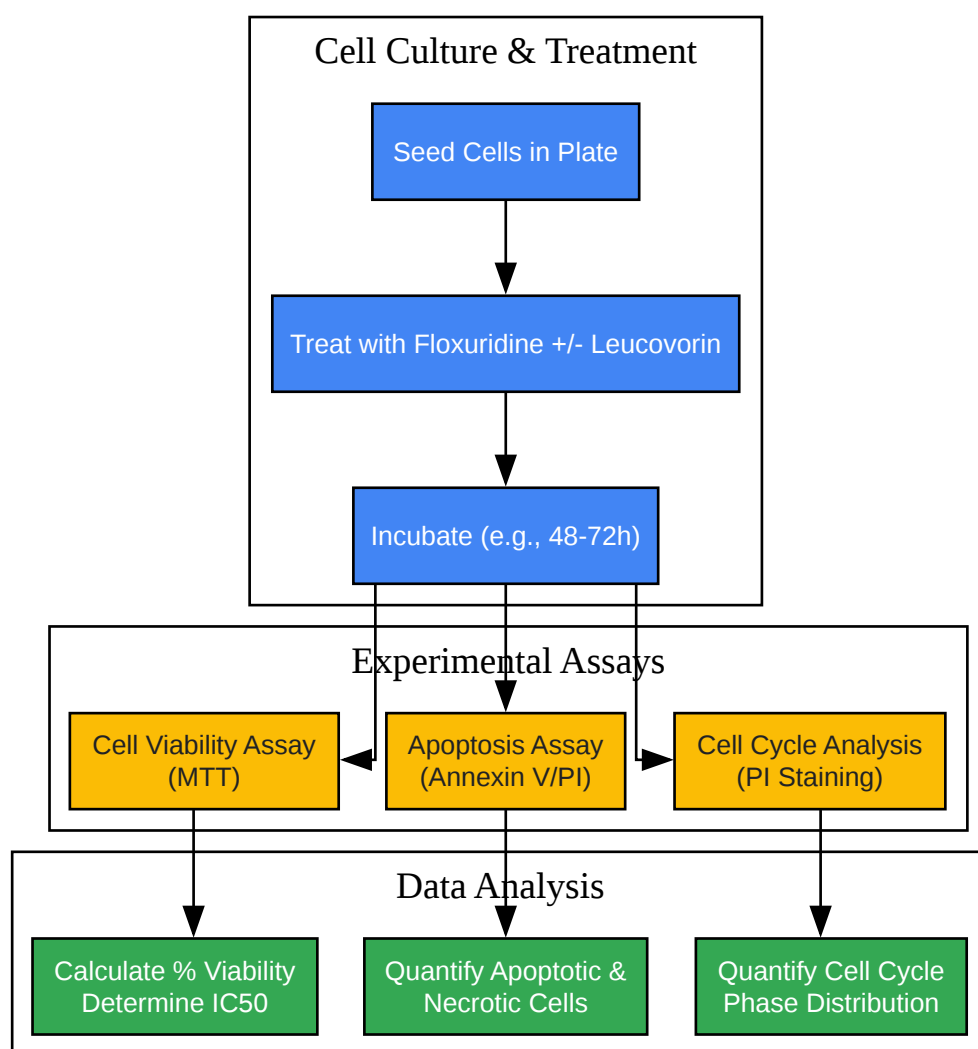 Cell Culture & Treatment
Seed Cells in Plate
Treat with Floxuridine +/- Leucovorin
Incubate (e.g., 48-72h)
Experimental Assays
Cell Viability Assay
(MTT)
Apoptosis Assay
(Annexin V/PI)
Cell Cycle Analysis
(PI Staining)
Data Analysis
Calculate % Viability
Determine IC50
Quantify Apoptotic &
Necrotic Cells
Quantify Cell Cycle
Phase Distribution